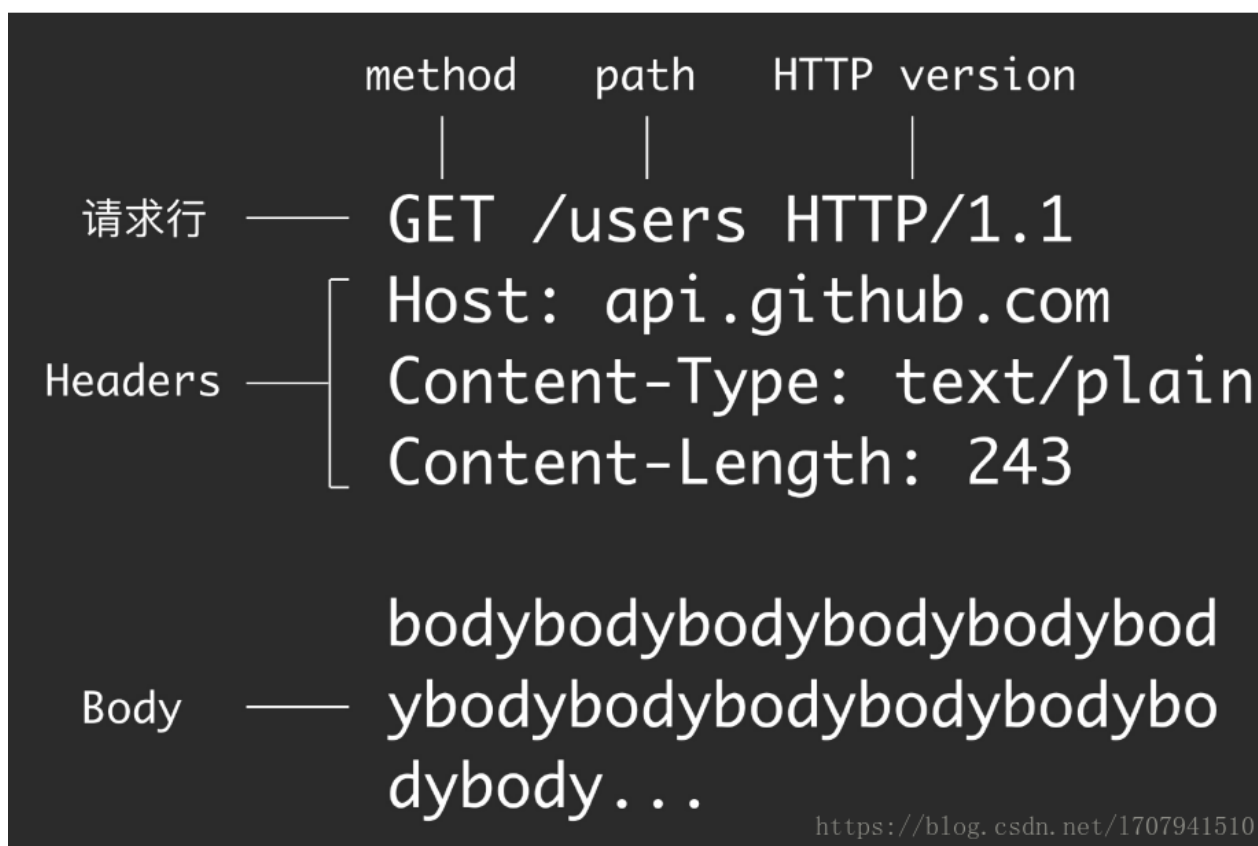 method path HTTP version
请求行 GET /users HTTP/1.1
Host: api.github.com
Headers Content-Type: text/plain
Content-Length: 243
bodybodybodybodybodybod
Body ybodybodybodybodybodybo
dybody...
https://blog.csdn.net/1707941510